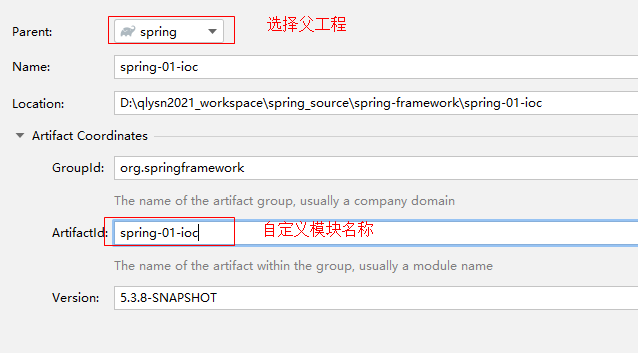 Parent: spring 选择父工程
Name: spring-01-ioc
Location: D:\qlysn2021_workspace\spring_source\spring-framework\spring-01-ioc
Artifact Coordinates
GroupId: org.springframework
The name of the artifact group, usually a company domain
ArtifactId: spring-01-ioc 自定义模块名称
The name of the artifact within the group, usually a module name
Version: 5.3.8-SNAPSHOT